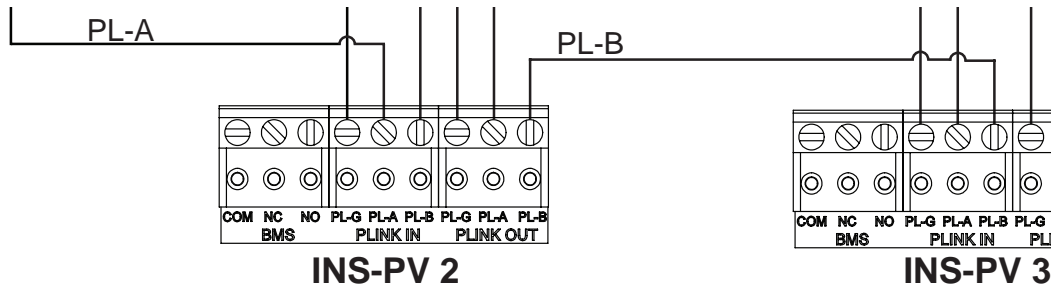 PL-A
PL-B
COM NC NO PL-G PL-A PL-B PL-G PL-A PL-B
BMS PLINK IN PLINK OUT
INS-PV 2
COM NC NO PL-G PL-A PL-B PL-G
BMS PLINK IN
INS-PV 3